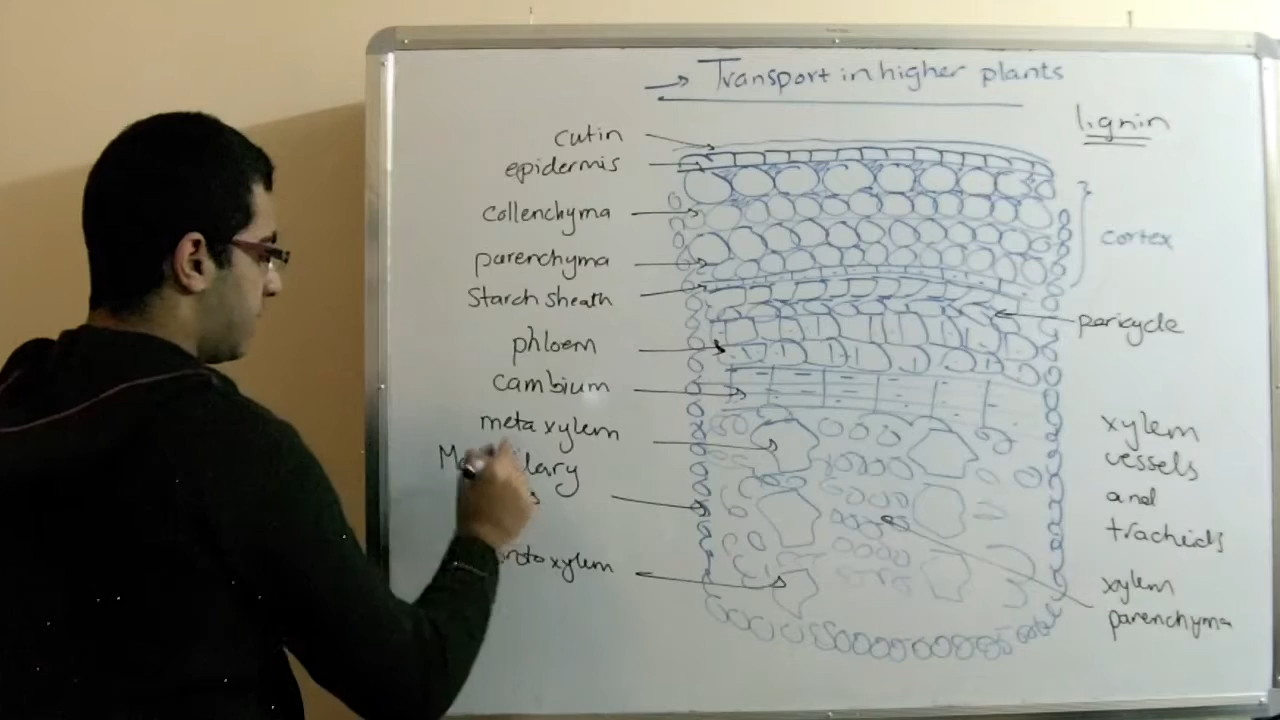 → Transport in higher plants
lignin
cutin
epidermis
collenchyma
cortex
parenchyma
Starch sheath
pericycle
phloem
cambium
meta xylem
xylem
vessels
and
tracheids
xylem
parenchyma